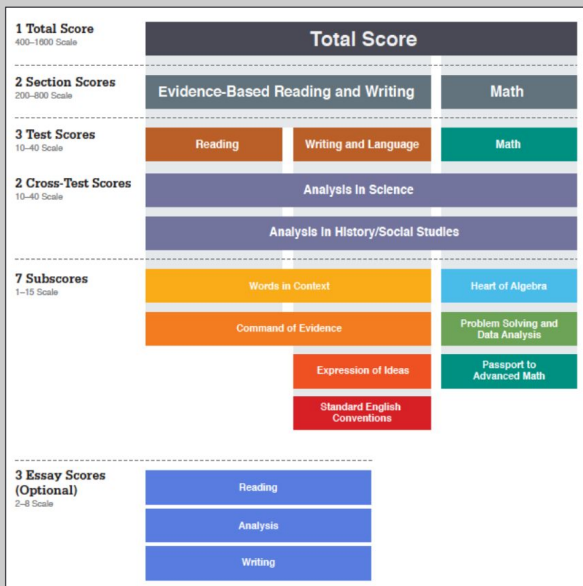 1 Total Score
400–1600 Scale
Total Score
2 Section Scores
200–800 Scale
Evidence-Based Reading and Writing
Math
3 Test Scores
10–40 Scale
Reading
Writing and Language
Math
2 Cross-Test Scores
10–40 Scale
Analysis in Science
Analysis in History/Social Studies
7 Subscores
1–15 Scale
Words in Context
Heart of Algebra
Command of Evidence
Problem Solving and
Data Analysis
Expression of Ideas
Passport to
Advanced Math
Standard English
Conventions
3 Essay Scores
(Optional)
2–8 Scale
Reading
Analysis
Writing